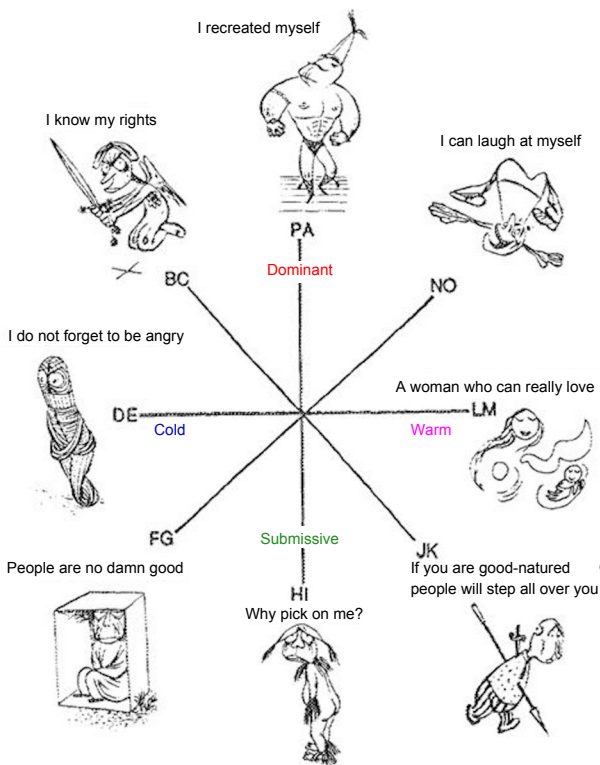 I recreated myself
I know my rights
I can laugh at myself
PA
Dominant
BC
NO
I do not forget to be angry
A woman who can really love
DE
LM
Cold
Warm
FG
Submissive
JK
People are no damn good
If you are good-natured
people will step all over you
HI
Why pick on me?